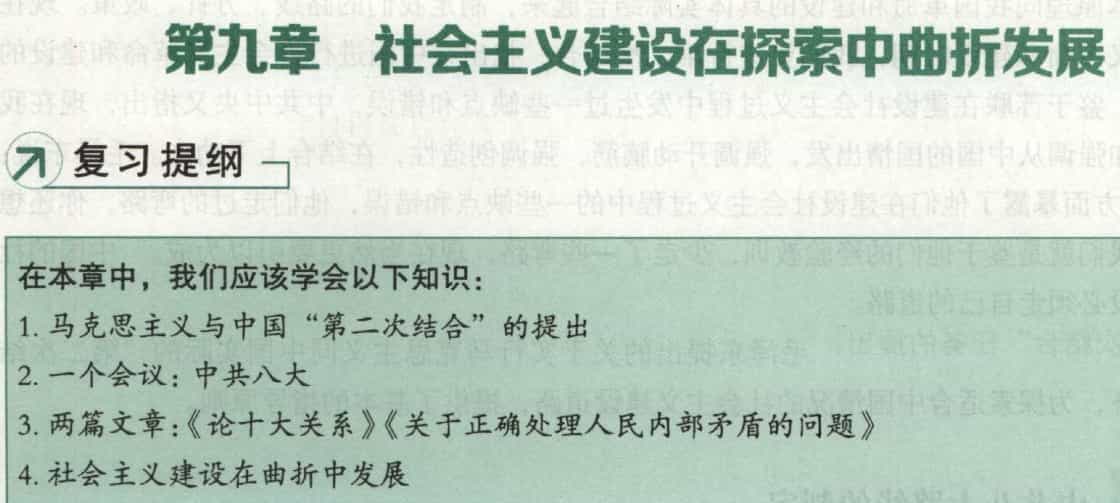 第九章 社会主义建设在探索中曲折发展
复习提纲
在本章中，我们应该学会以下知识：
1. 马克思主义与中国“第二次结合”的提出
2. 一个会议：中共八大
3. 两篇文章：《论十大关系》《关于正确处理人民内部矛盾的问题》
4. 社会主义建设在曲折中发展